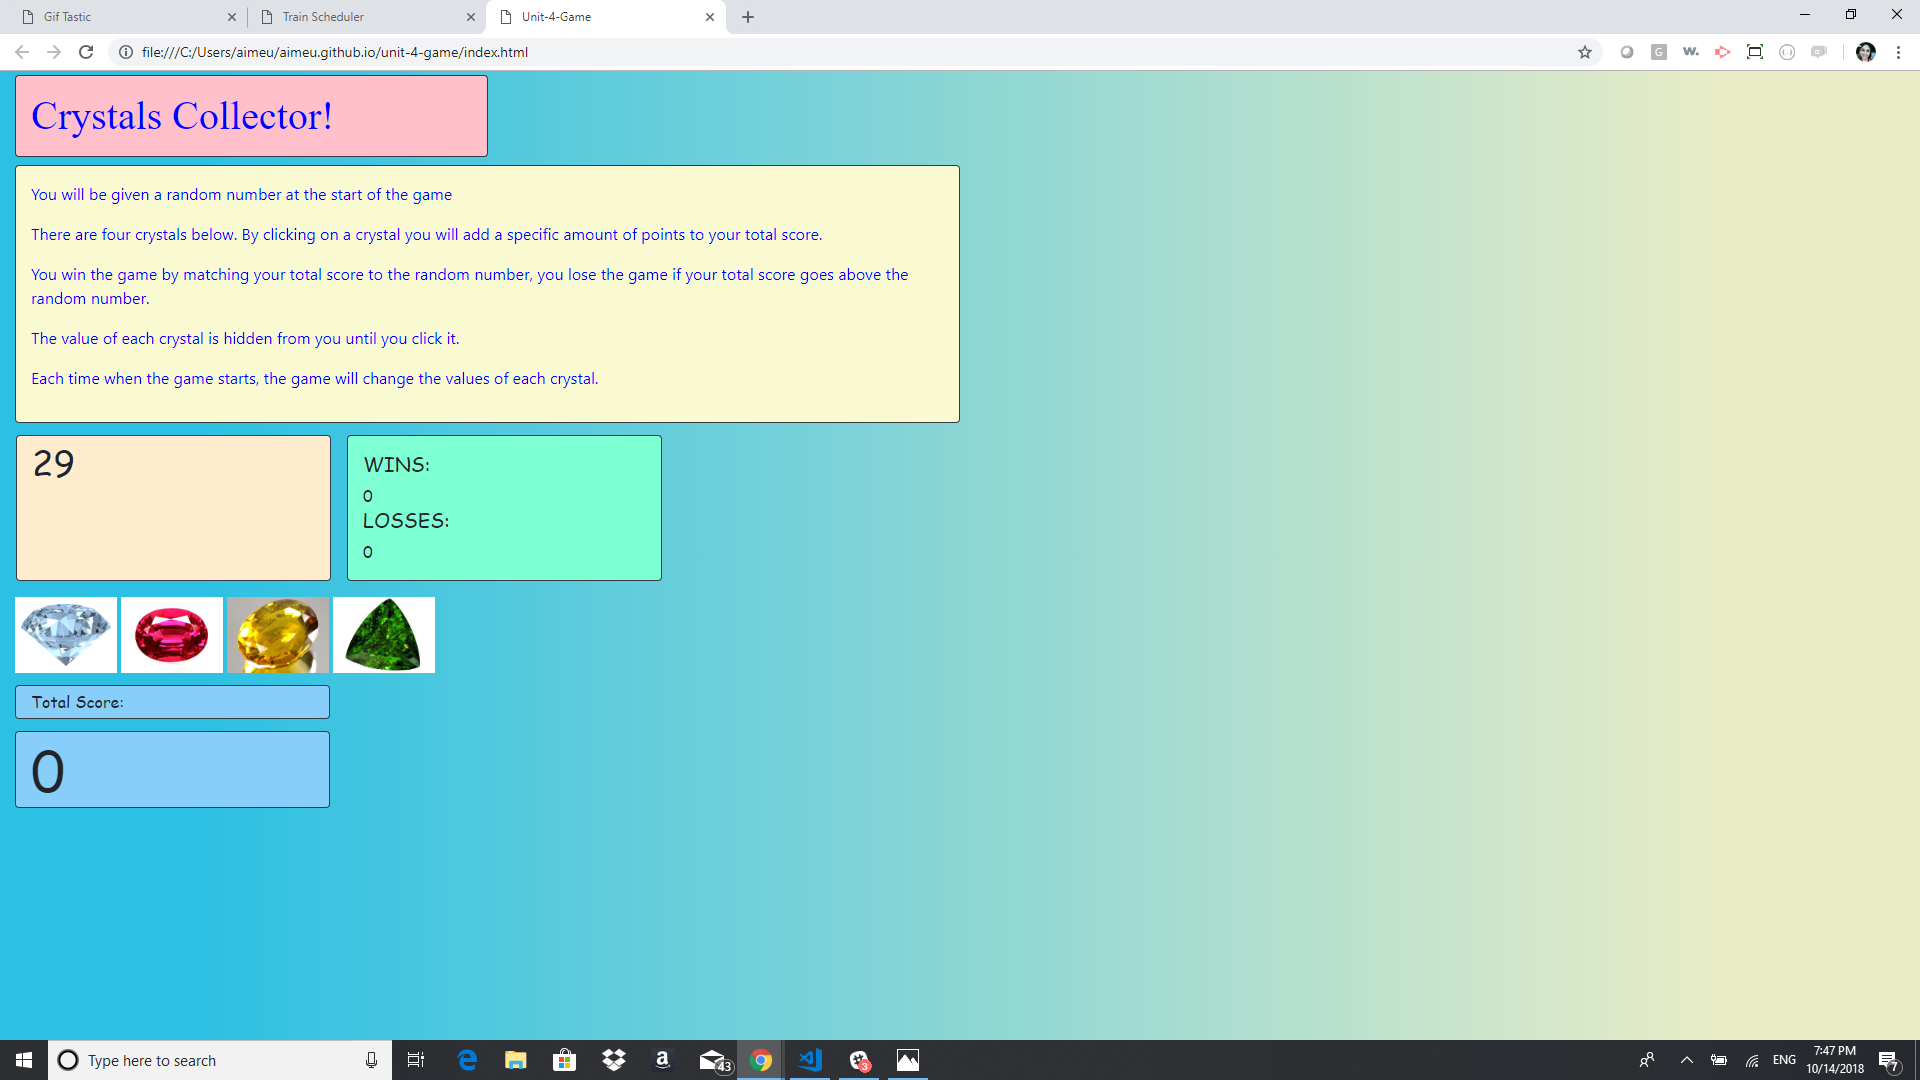 Gif Tastic
Train Scheduler
Unit-4-Game
file:///C:/Users/aimeu/aimeu.github.io/unit-4-game/index.html
G
w.
Crystals Collector!
You will be given a random number at the start of the game
There are four crystals below. By clicking on a crystal you will add a specific amount of points to your total score.
You win the game by matching your total score to the random number, you lose the game if your total score goes above the
random number.
The value of each crystal is hidden from you until you click it.
Each time when the game starts, the game will change the values of each crystal.
29
WINS:
0
LOSSES:
0
Total Score:
0
Type here to search
43
3
ENG
7:47 PM
10/14/2018
7